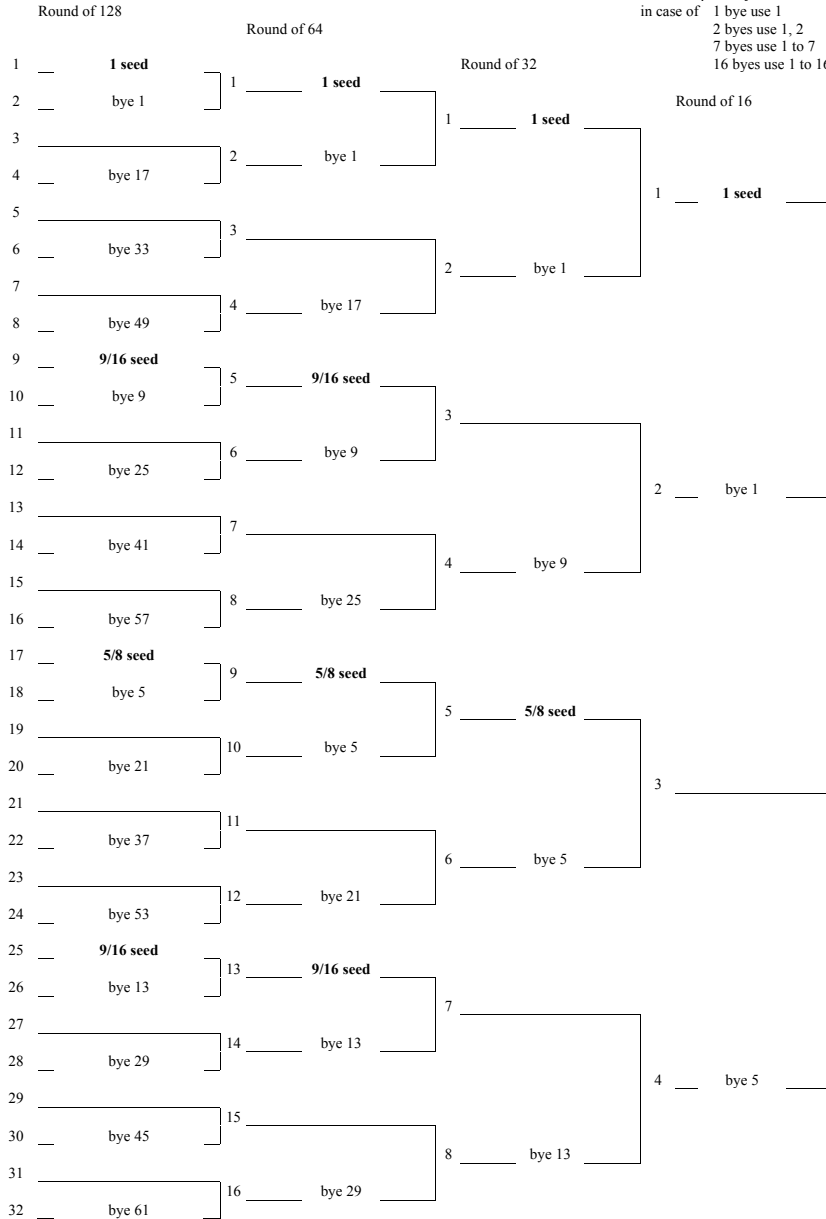 Round of 128
in case of 1 bye use 1
Round of 64
2 byes use 1, 2
7 byes use 1 to 7
Round of 32
16 byes use 1 to 16
Round of 16
1 1 seed
2 bye 1
3
4 bye 17
5
6 bye 33
7
8 bye 49
9 9/16 seed
10 bye 9
11
12 bye 25
13
14 bye 41
15
16 bye 57
17 5/8 seed
18 bye 5
19
20 bye 21
21
22 bye 37
23
24 bye 53
25 9/16 seed
26 bye 13
27
28 bye 29
29
30 bye 45
31
32 bye 61
1 1 seed
2 bye 1
3
4 bye 17
5 9/16 seed
6 bye 9
7
8 bye 25
9 5/8 seed
10 bye 5
11
12 bye 21
13 9/16 seed
14 bye 13
15
16 bye 29
1 1 seed
2 bye 1
3
4 bye 9
5 5/8 seed
6 bye 5
7
8 bye 13
1 1 seed
2 bye 1
3
4 bye 5